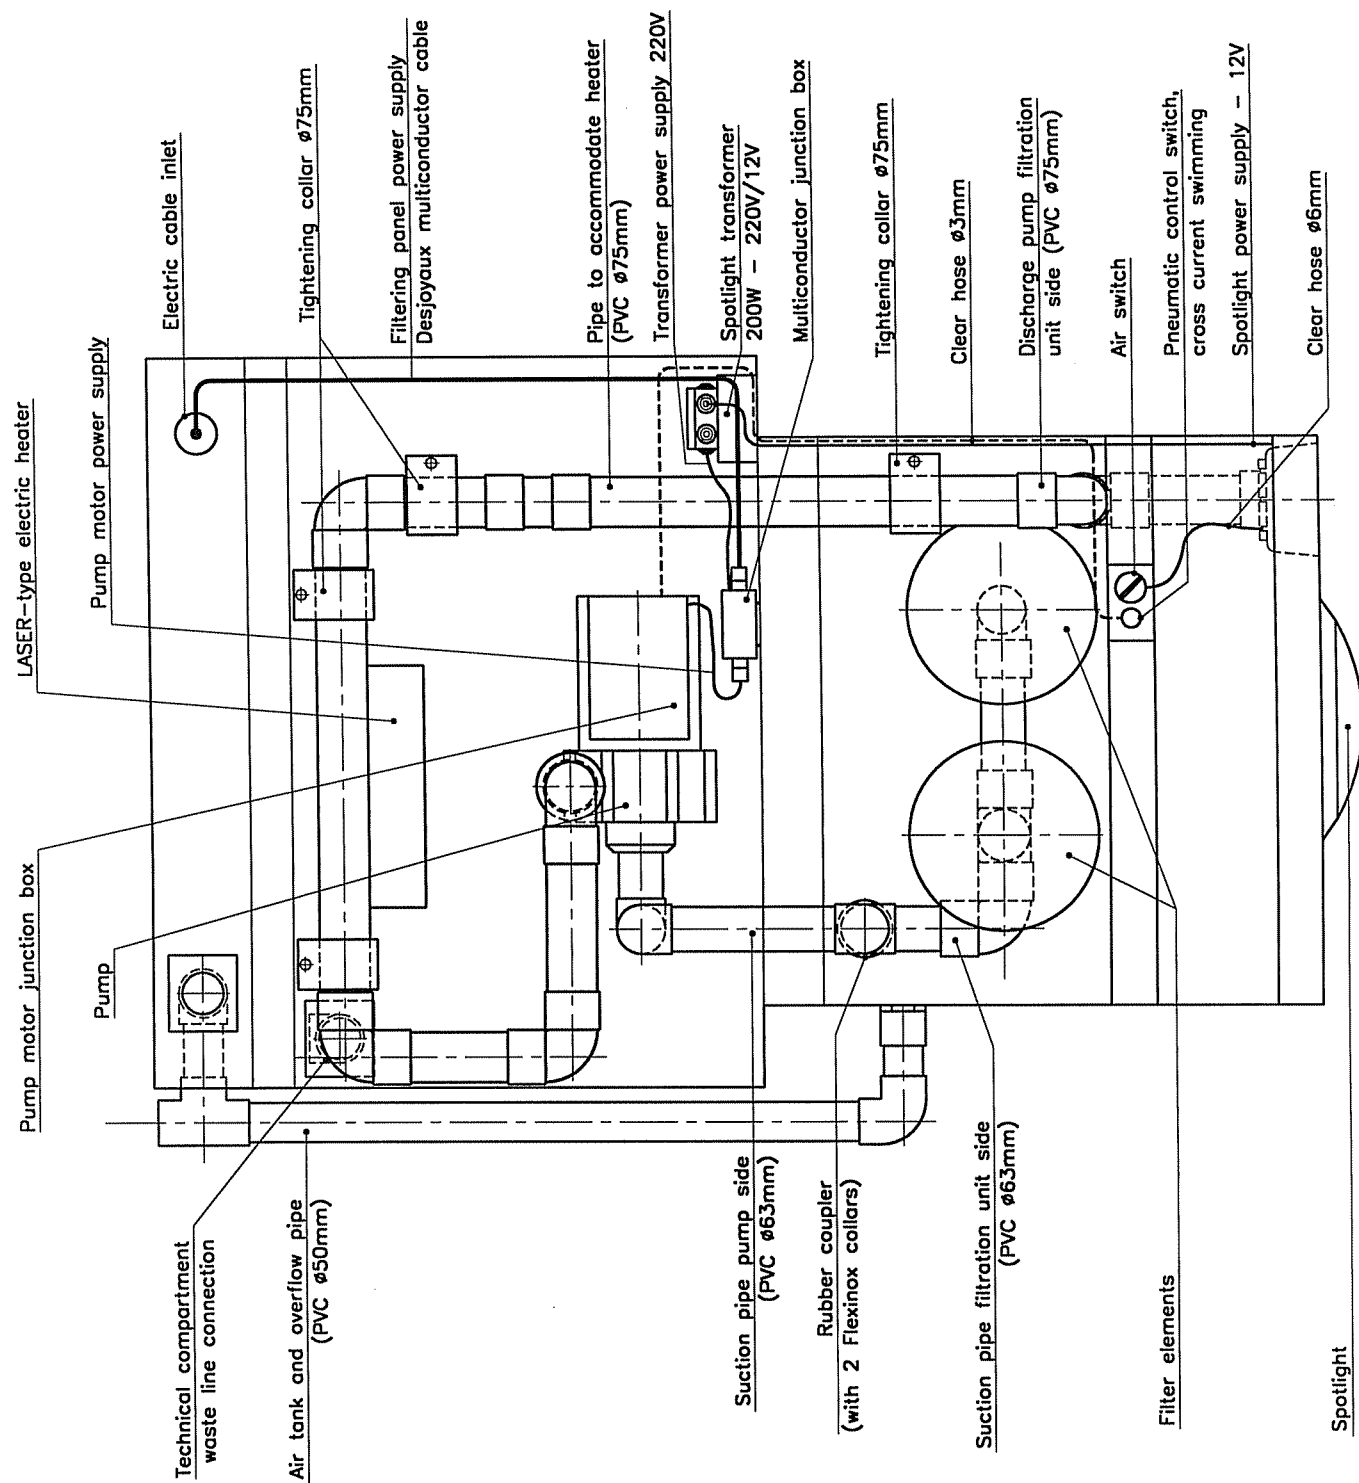 LASER-type electric heater
Pump motor power supply
Electric cable inlet
Tightening collar ø75mm
Filtering panel power supply
Desjoyaux multiconductor cable
Pipe to accommodate heater
(PVC ø75mm)
Transformer power supply 220V
Spotlight transformer
200W - 220V/12V
Multiconductor junction box
Tightening collar ø75mm
Clear hose ø3mm
Discharge pump filtration
unit side (PVC ø75mm)
Air switch
Pneumatic control switch,
cross current swimming
Spotlight power supply - 12V
Clear hose ø6mm
Pump motor junction box
Pump
Technical compartment
waste line connection
Air tank and overflow pipe
(PVC ø50mm)
Suction pipe pump side
(PVC ø63mm)
Rubber coupler
(with 2 Flexinox collars)
Suction pipe filtration unit side
(PVC ø63mm)
Filter elements
Spotlight